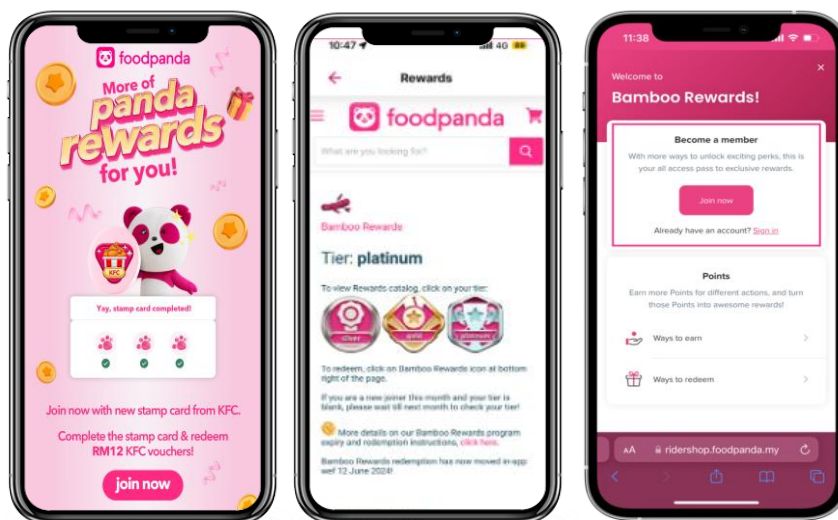 foodpanda
More of
panda
rewards
for you!
KFC
Yay, stamp card completed!
Join now with new stamp card from KFC.
Complete the stamp card & redeem
RM12 KFC vouchers!
join now
10:47
4G
Rewards
foodpanda
What are you looking for?
Bamboo Rewards
Tier: platinum
To view Rewards catalog, click on your tier:
silver gold platinum
To redeem, click on Bamboo Rewards icon at bottom
right of the page.
If you are a new joiner this month and your tier is
blank, please wait till next month to check your tier!
More details on our Bamboo Rewards program
expiry and redemption instructions, click here.
Bamboo Rewards redemption has now moved in-app
wef 12 June 2024!
11:38
Welcome to
Bamboo Rewards!
Become a member
With more ways to unlock exciting perks, this is
your all access pass to exclusive rewards.
Join now
Already have an account? Sign in
Points
Earn more Points for different actions, and turn
those Points into awesome rewards!
Ways to earn
Ways to redeem
AA ridershop.foodpanda.my